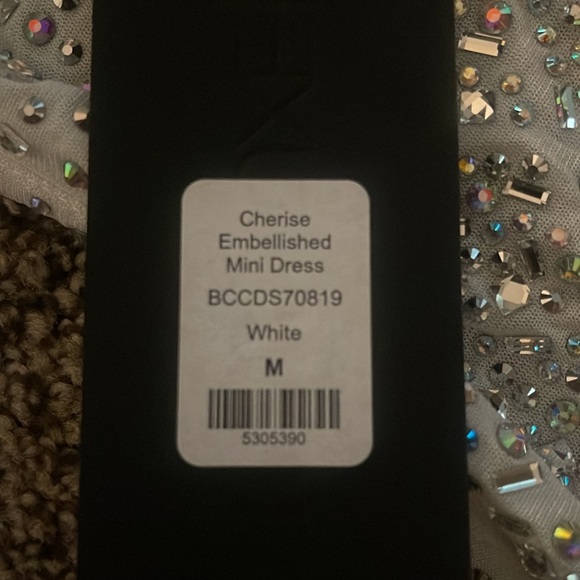 Cherise
Embellished
Mini Dress
BCCDS70819
White
M
5305390